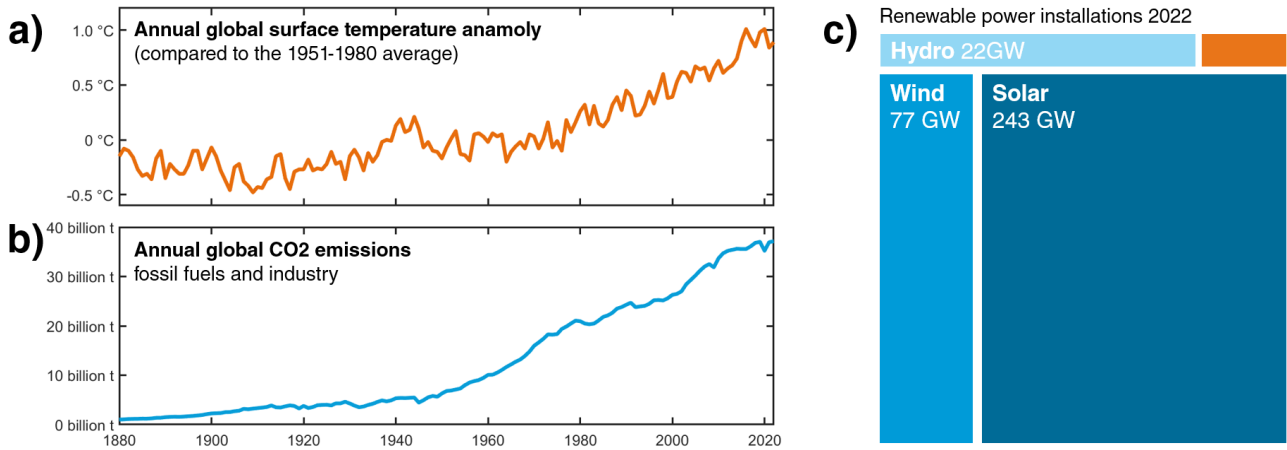 a)
Annual global surface temperature anamoly
(compared to the 1951-1980 average)
1.0 °C
0.5 °C
0 °C
-0.5 °C
b)
Annual global CO2 emissions
fossil fuels and industry
40 billion t
30 billion t
20 billion t
10 billion t
0 billion t
1880 1900 1920 1940 1960 1980 2000 2020
c)
Renewable power installations 2022
Hydro 22GW
Wind
77 GW
Solar
243 GW